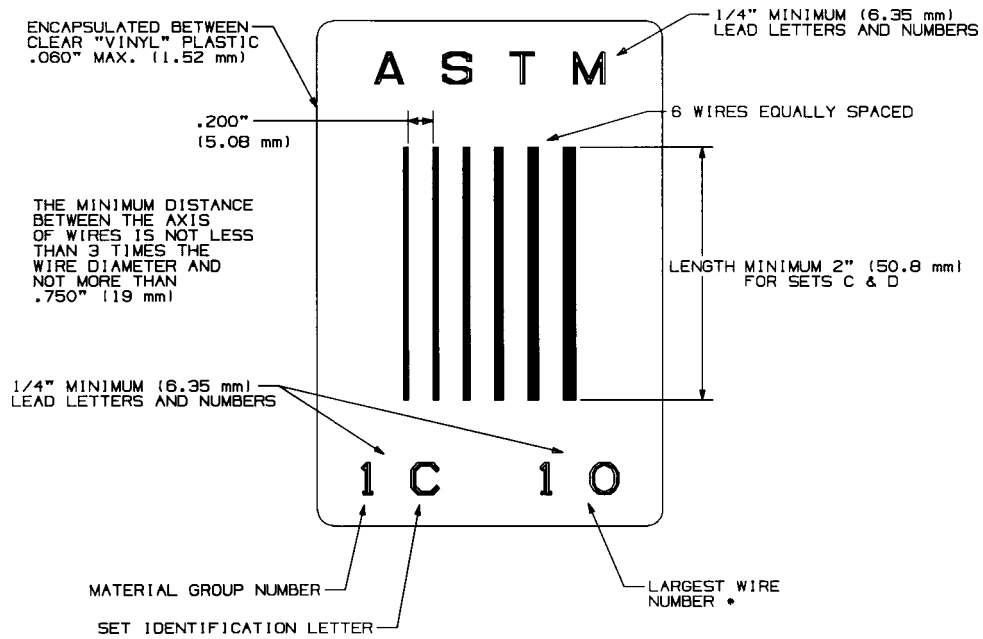 ENCAPSULATED BETWEEN
CLEAR "VINYL" PLASTIC
.060" MAX. (1.52 mm)
1/4" MINIMUM (6.35 mm)
LEAD LETTERS AND NUMBERS
A S T M
.200"
(5.08 mm)
6 WIRES EQUALLY SPACED
THE MINIMUM DISTANCE
BETWEEN THE AXIS
OF WIRES IS NOT LESS
THAN 3 TIMES THE
WIRE DIAMETER AND
NOT MORE THAN
.750" (19 mm)
LENGTH MINIMUM 2" (50.8 mm)
FOR SETS C & D
1/4" MINIMUM (6.35 mm)
LEAD LETTERS AND NUMBERS
1 C 1 0
MATERIAL GROUP NUMBER
SET IDENTIFICATION LETTER
LARGEST WIRE
NUMBER •